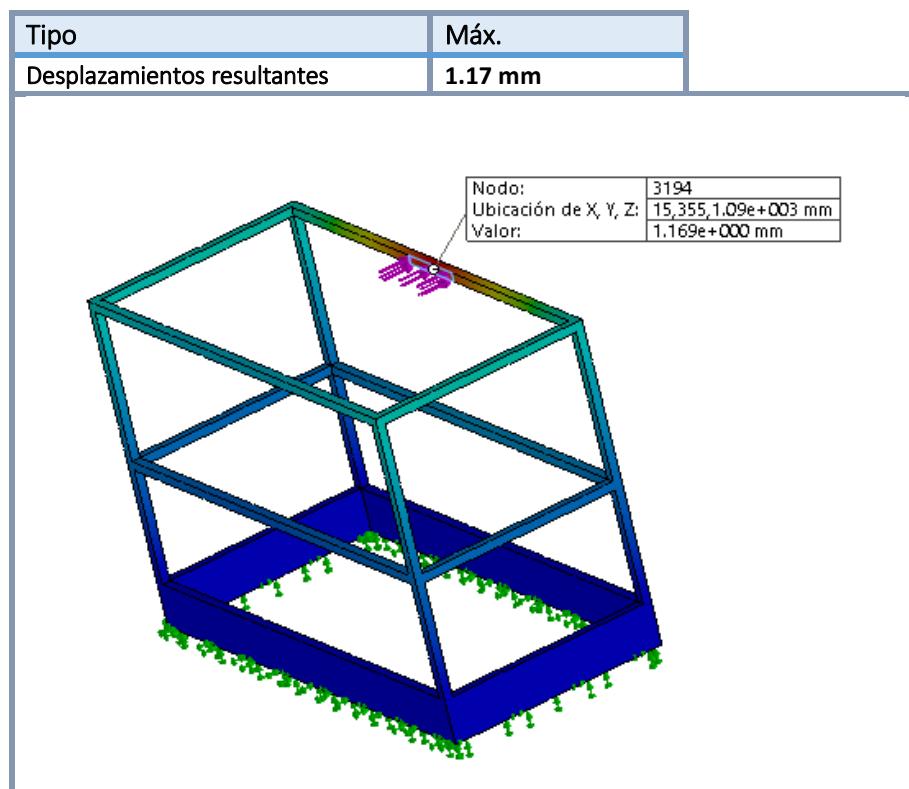 Tipo Máx.
Desplazamientos resultantes 1.17 mm
Nodo: 3194
Ubicación de X, Y, Z: 15,355,1.09e+003 mm
Valor: 1.169e+000 mm